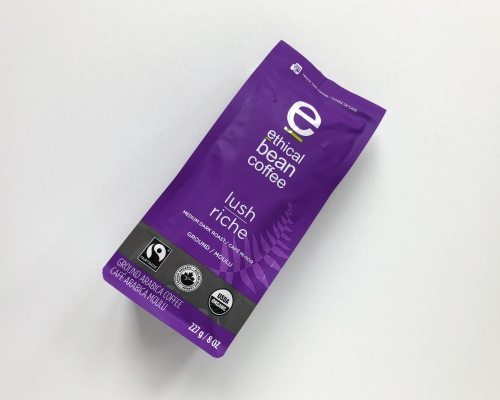 e
ethical
bean
coffee
lush
riche
MEDIUM DARK ROAST / CAFÉ MI-NOIR
GROUND / MOULU
USDA
ORGANIC
GROUND ARABICA COFFEE
CAFÉ ARABICA MOULU
227 g / 8 OZ